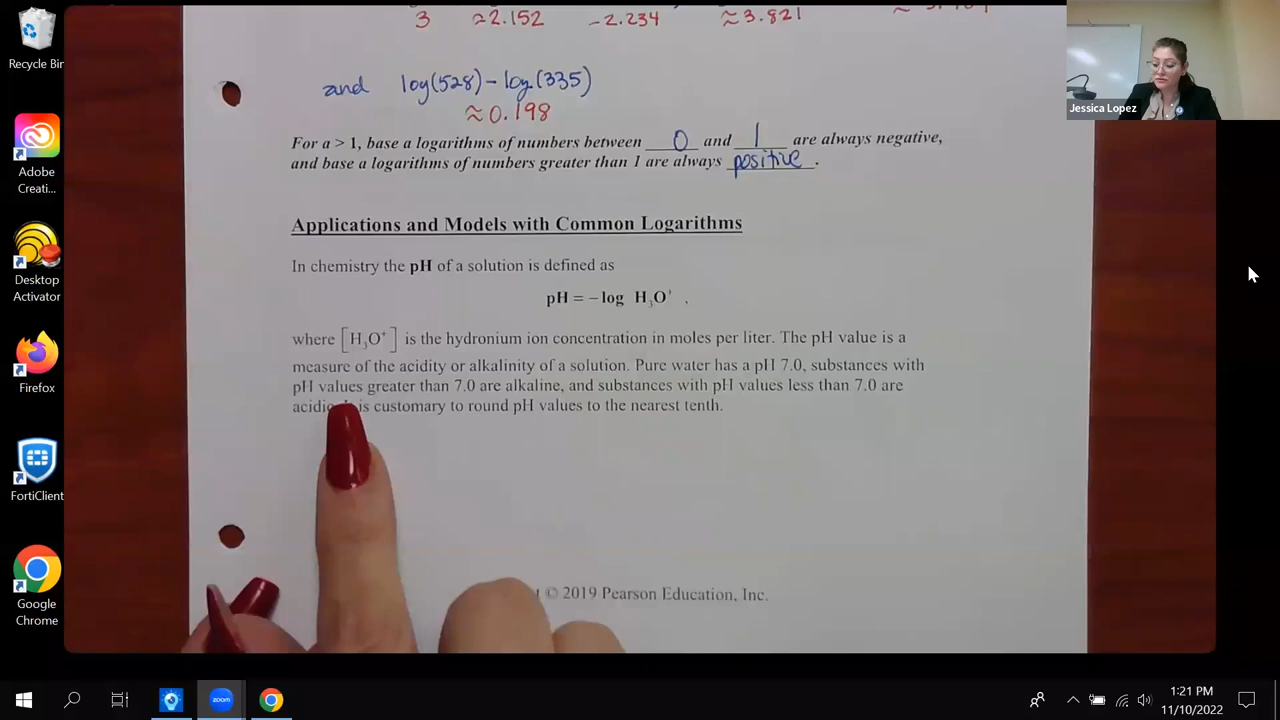 3 ≈2.152 -2.234 ≈3.821
and log(528)-log(335)
≈0.198
For a > 1, base a logarithms of numbers between 0 and 1 are always negative,
and base a logarithms of numbers greater than 1 are always positive.
Applications and Models with Common Logarithms
In chemistry the pH of a solution is defined as
pH = −log H₃O⁺ ,
where [H₃O⁺] is the hydronium ion concentration in moles per liter. The pH value is a
measure of the acidity or alkalinity of a solution. Pure water has a pH 7.0, substances with
pH values greater than 7.0 are alkaline, and substances with pH values less than 7.0 are
is customary to round pH values to the nearest tenth.
© 2019 Pearson Education, Inc.
Jessica Lopez
Recycle Bin
Adobe
Creati...
Desktop
Activator
Firefox
FortiClient
Google
Chrome
zoom
1:21 PM
11/10/2022